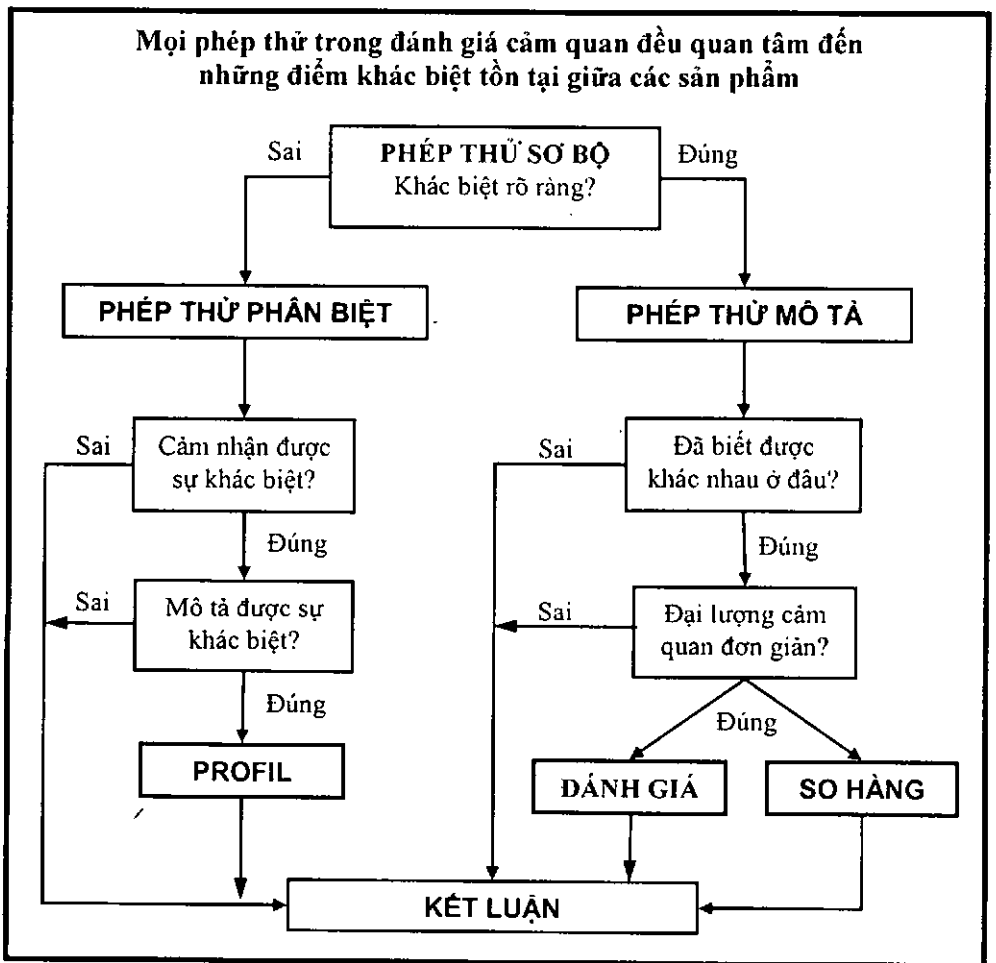 Mọi phép thử trong đánh giá cảm quan đều quan tâm đến
những điểm khác biệt tồn tại giữa các sản phẩm
Sai
PHÉP THỬ SƠ BỘ
Khác biệt rõ ràng?
Đúng
PHÉP THỬ PHÂN BIỆT
PHÉP THỬ MÔ TẢ
Sai
Cảm nhận được
sự khác biệt?
Sai
Đã biết được
khác nhau ở đâu?
Đúng
Đúng
Sai
Mô tả được sự
khác biệt?
Sai
Đại lượng cảm
quan đơn giản?
Đúng
Đúng
PROFIL
ĐÁNH GIÁ
SO HÀNG
KẾT LUẬN